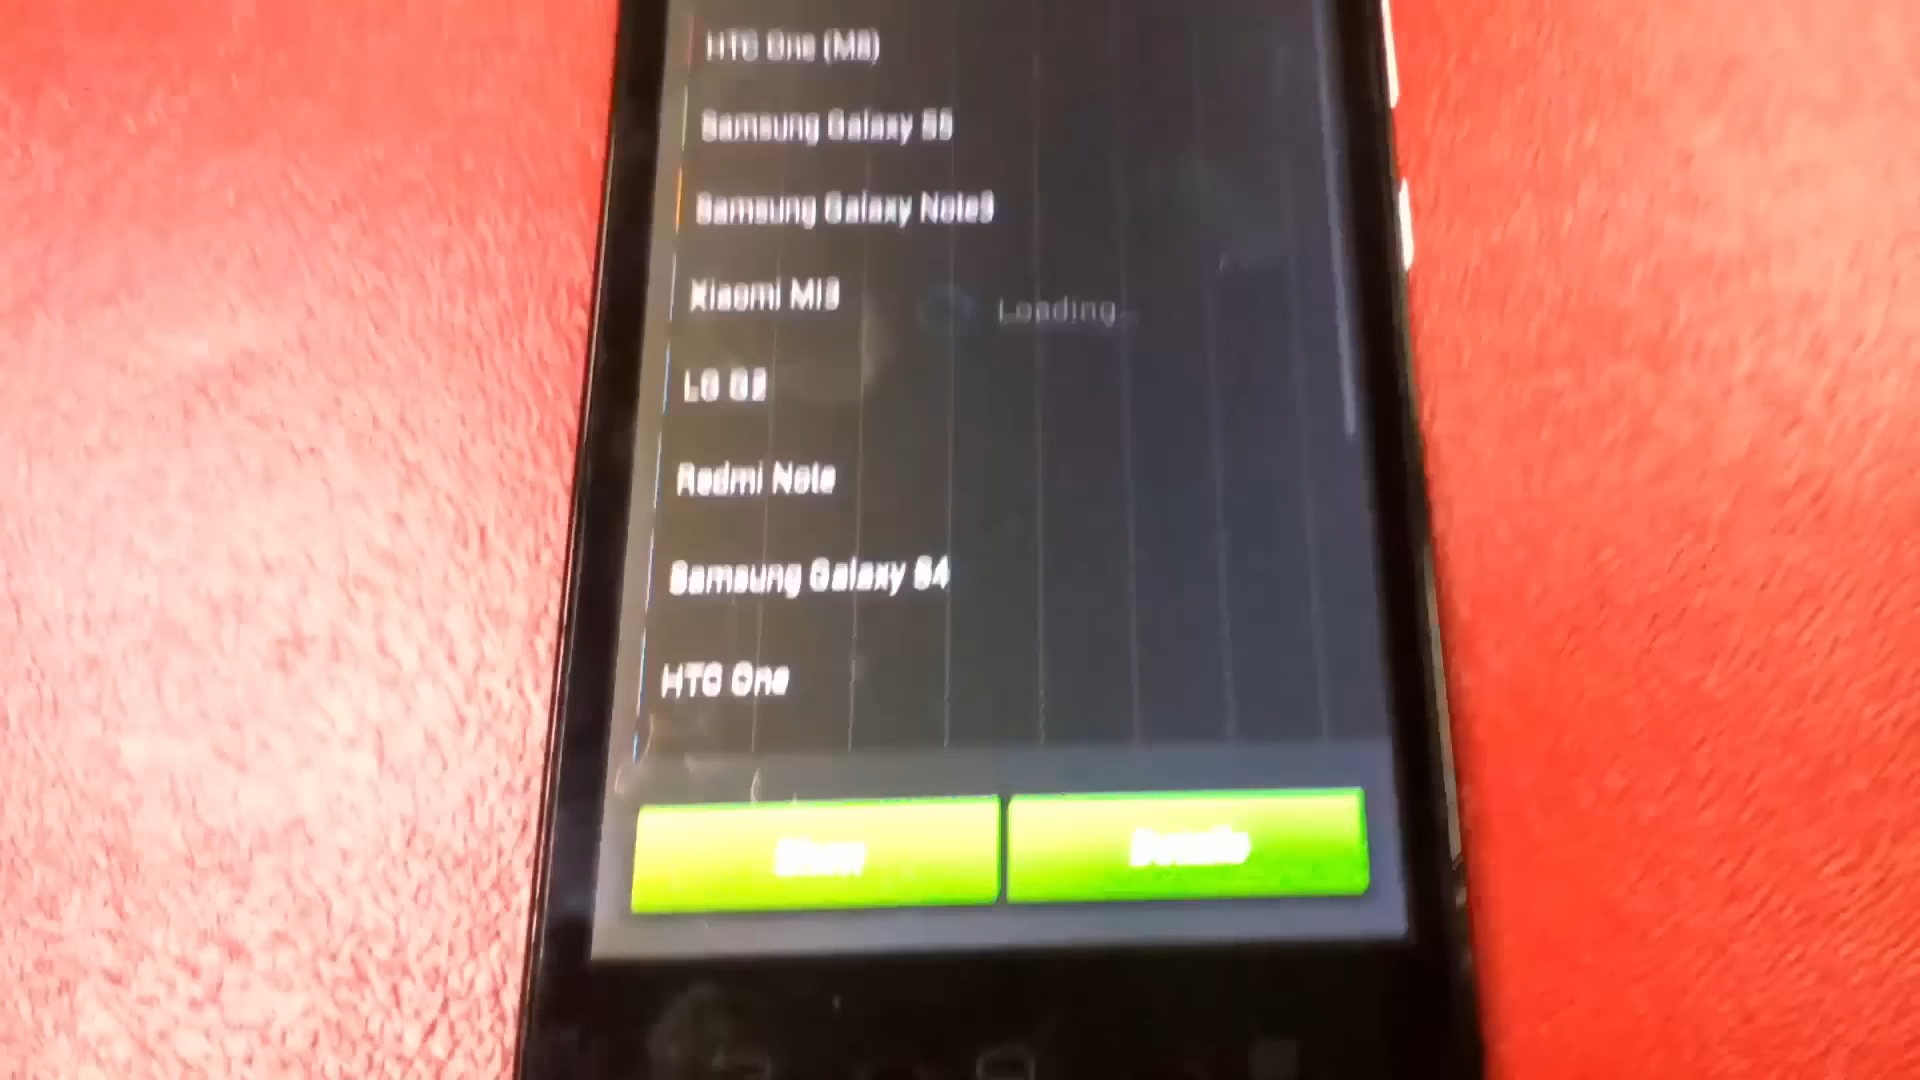 HTC One (M8)
Samsung Galaxy S5
Samsung Galaxy Note3
Xiaomi MI3
Loading..
LG G2
Redmi Note
Samsung Galaxy S4
HTC One
Details